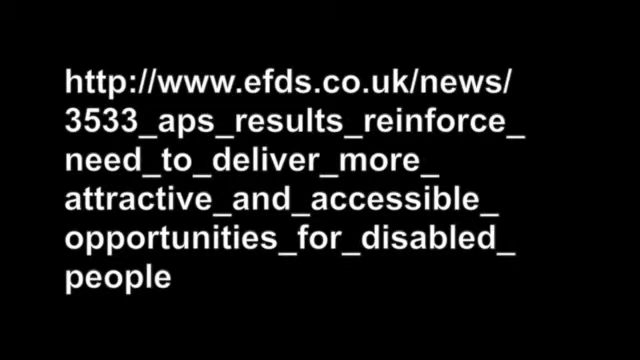 http://www.efds.co.uk/news/
3533_aps_results_reinforce_
need_to_deliver_more_
attractive_and_accessible_
opportunities_for_disabled_
people